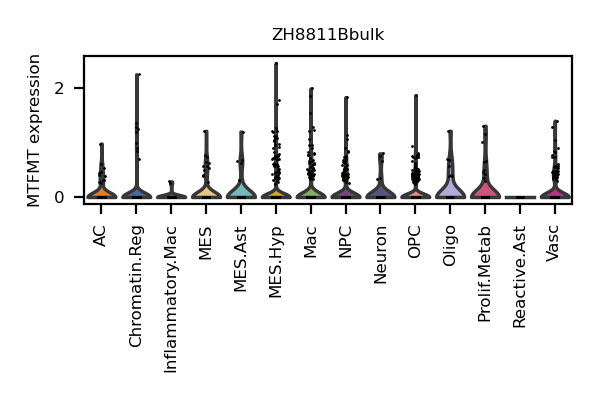 ZH8811Bbulk
MTFMT expression
2
0
AC
Chromatin.Reg
Inflammatory.Mac
MES
MES.Ast
MES.Hyp
Mac
NPC
Neuron
OPC
Oligo
Prolif.Metab
Reactive.Ast
Vasc